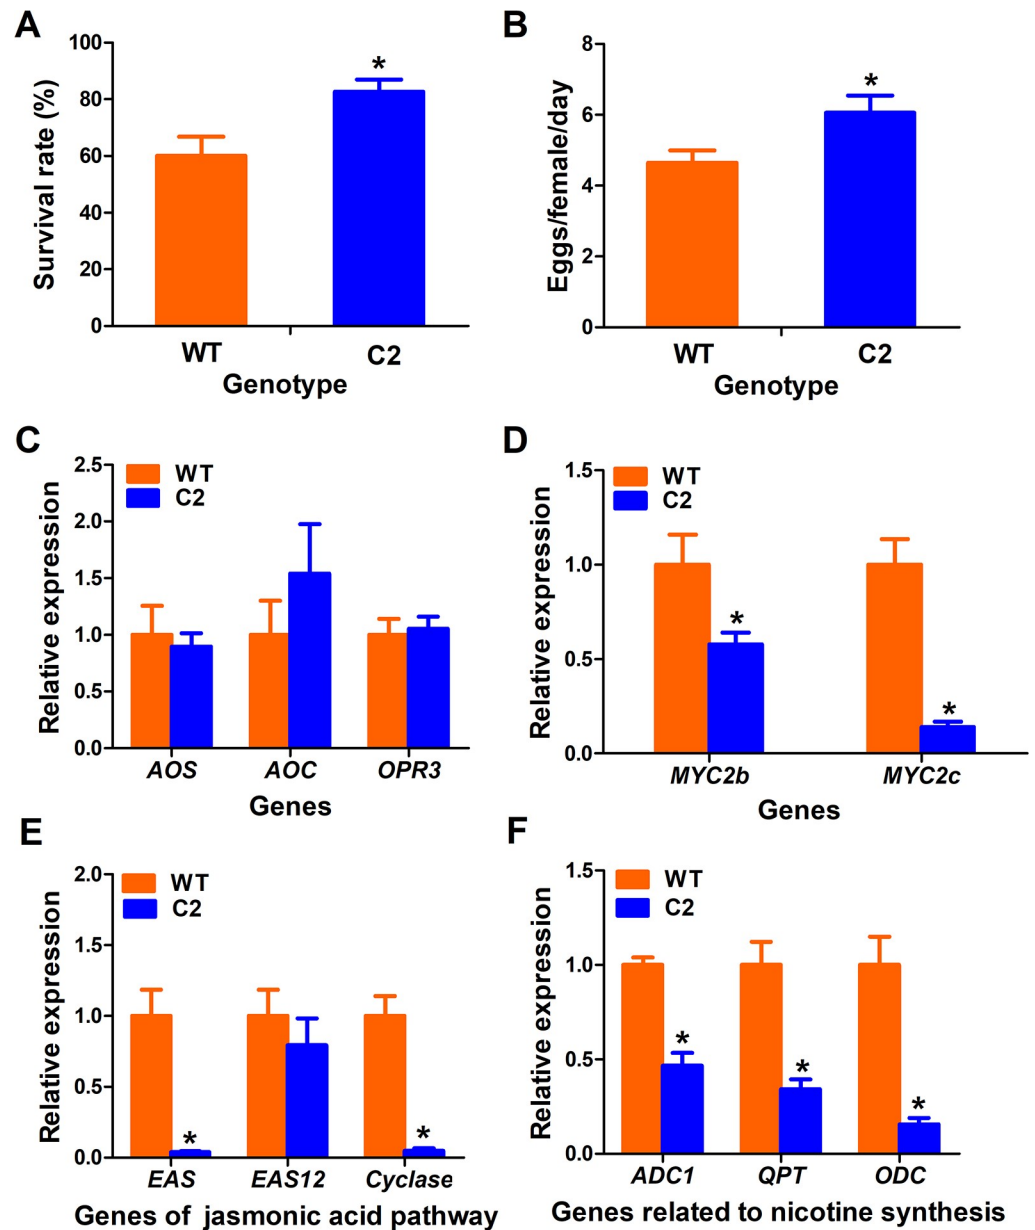 A
Survival rate (%)
100
80
60
40
20
0
*
WT
C2
Genotype
B
Eggs/female/day
8
6
4
2
0
*
WT
C2
Genotype
C
Relative expression
2.5
2.0
1.5
1.0
0.5
0.0
WT
C2
AOS
AOC
OPR3
Genes
D
Relative expression
1.5
1.0
0.5
0.0
WT
C2
*
*
MYC2b
MYC2c
Genes
E
Relative expression
2.0
1.5
1.0
0.5
0.0
WT
C2
*
*
EAS
EAS12
Cyclase
Genes of jasmonic acid pathway
F
Relative expression
1.5
1.0
0.5
0.0
WT
C2
*
*
*
ADC1
QPT
ODC
Genes related to nicotine synthesis